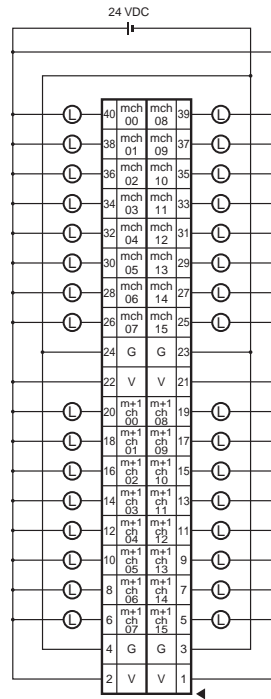 24 VDC
L 40 mch 00 mch 08 39 L
L 38 mch 01 mch 09 37 L
L 36 mch 02 mch 10 35 L
L 34 mch 03 mch 11 33 L
L 32 mch 04 mch 12 31 L
L 30 mch 05 mch 13 29 L
L 28 mch 06 mch 14 27 L
L 26 mch 07 mch 15 25 L
24 G G 23
22 V V 21
L 20 m+1 ch 00 m+1 ch 08 19 L
L 18 m+1 ch 01 m+1 ch 09 17 L
L 16 m+1 ch 02 m+1 ch 10 15 L
L 14 m+1 ch 03 m+1 ch 11 13 L
L 12 m+1 ch 04 m+1 ch 12 11 L
L 10 m+1 ch 05 m+1 ch 13 9 L
L 8 m+1 ch 06 m+1 ch 14 7 L
L 6 m+1 ch 07 m+1 ch 15 5 L
4 G G 3
2 V V 1